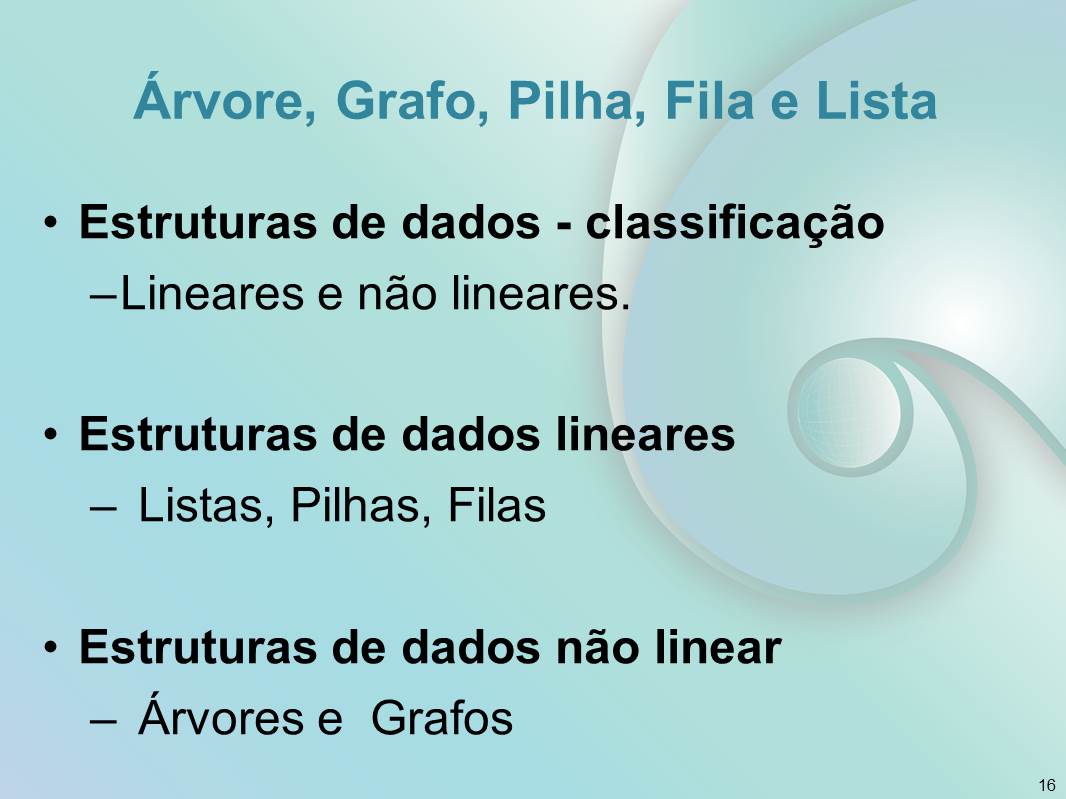 Árvore, Grafo, Pilha, Fila e Lista
• Estruturas de dados - classificação
–Lineares e não lineares.
• Estruturas de dados lineares
– Listas, Pilhas, Filas
• Estruturas de dados não linear
– Árvores e  Grafos
16